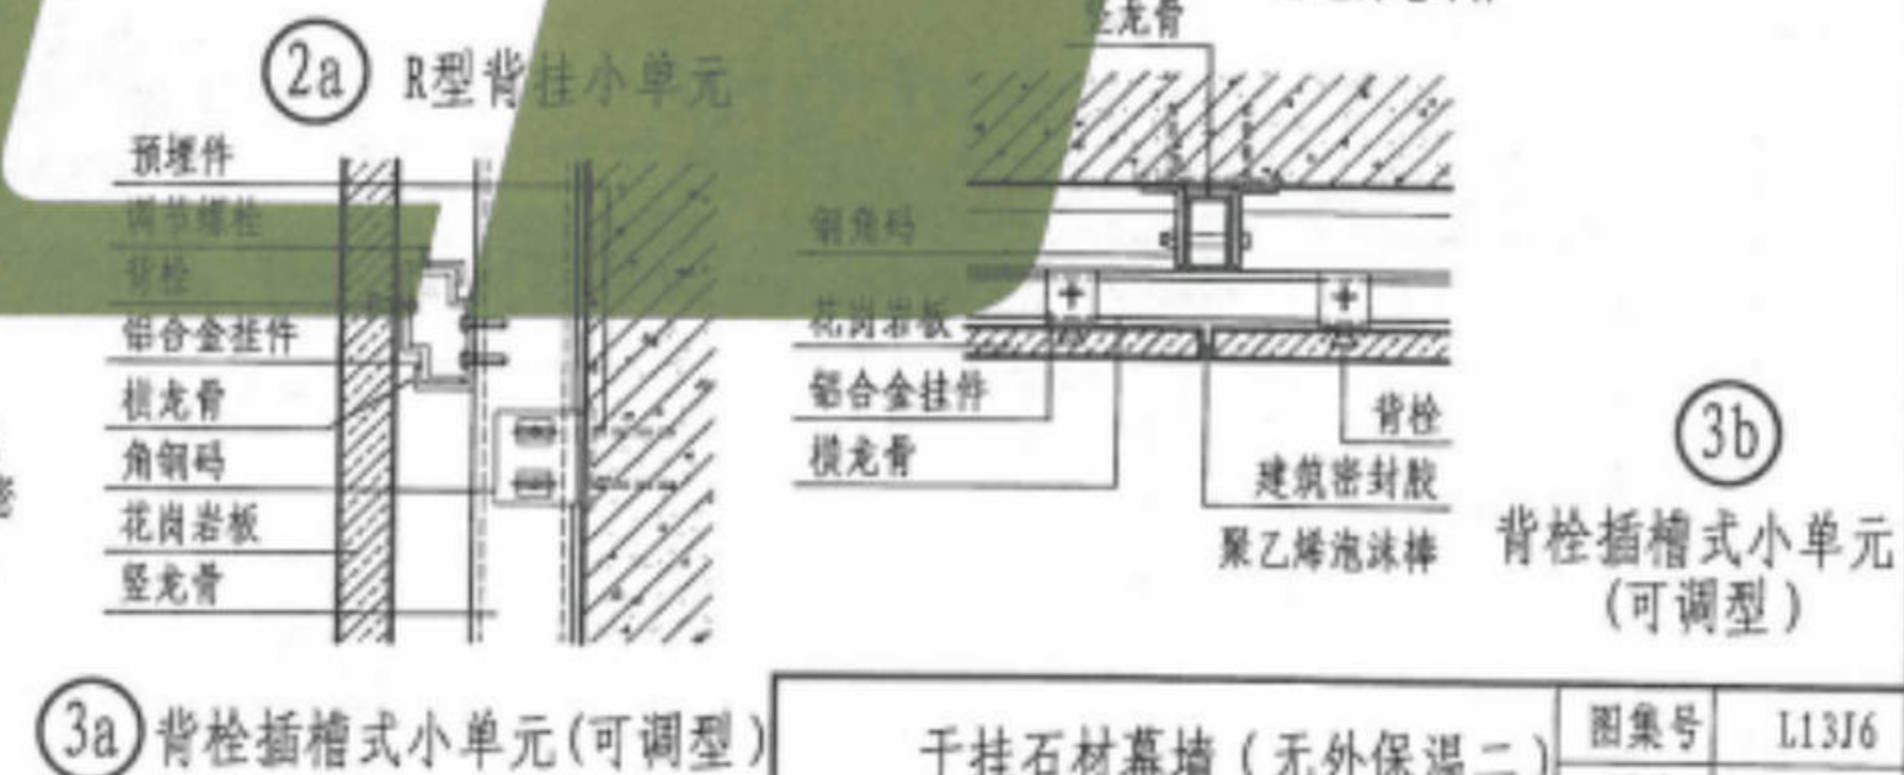 2a R型背挂小单元
预埋件
调节螺栓
背栓
铝合金挂件
横龙骨
角钢码
花岗岩板
竖龙骨
3a 背栓插槽式小单元(可调型)
竖龙骨
钢角码
花岗岩板
铝合金挂件
横龙骨
背栓
建筑密封胶
聚乙烯泡沫棒
3b
背栓插槽式小单元
(可调型)
干挂石材幕墙(无外保温二)
图集号 L13J6